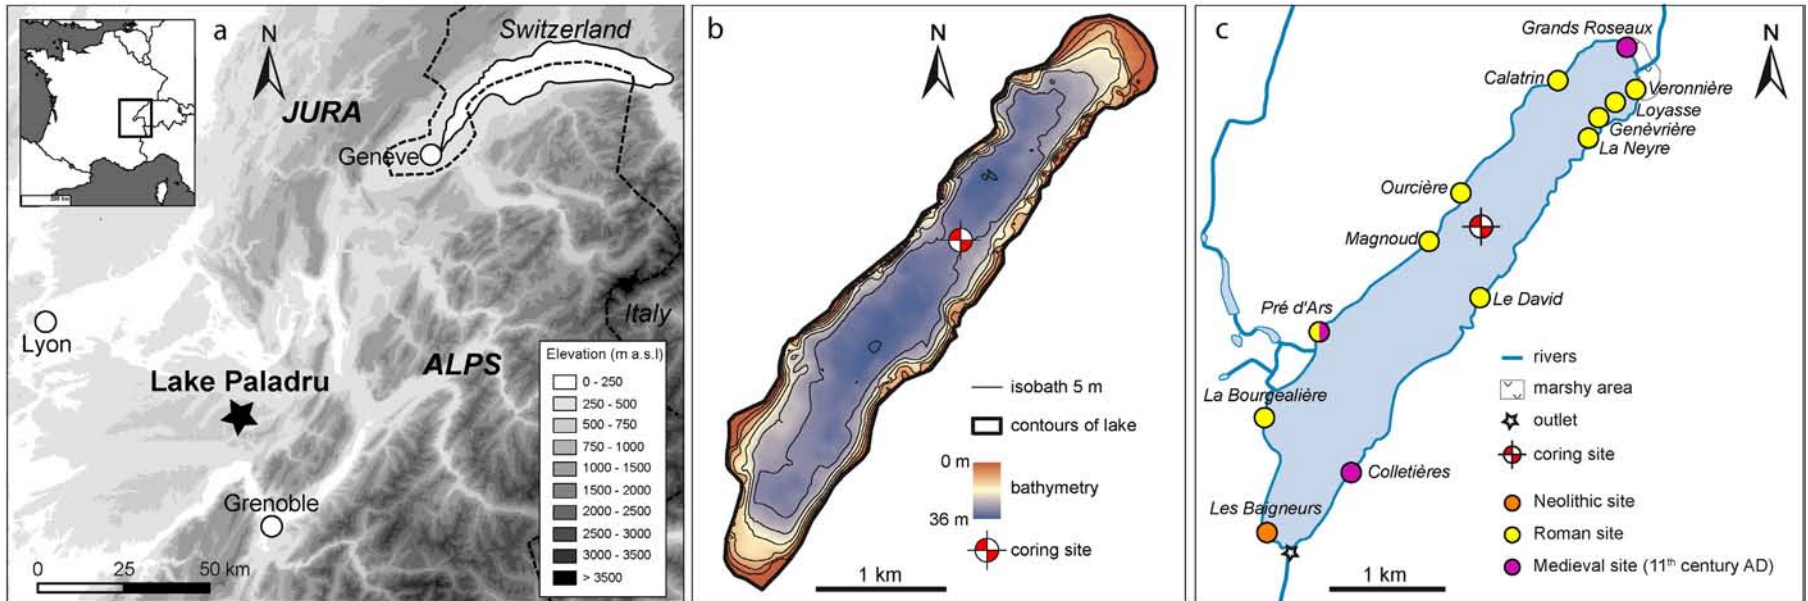 a
N
Switzerland
JURA
Genève
Italy
Lyon
ALPS
Lake Paladru
Grenoble
0 25 50 km
Elevation (m a.s.l)
0 - 250
250 - 500
500 - 750
750 - 1000
1000 - 1500
1500 - 2000
2000 - 2500
2500 - 3000
3000 - 3500
> 3500
b
N
isobath 5 m
contours of lake
0 m
bathymetry
36 m
coring site
1 km
c
N
Grands Roseaux
Calatrin
Veronnière
Loyasse
Genèvrière
La Neyre
Ourcière
Magnoud
Le David
Pré d'Ars
La Bourgealière
Colletières
Les Baigneurs
rivers
marshy area
outlet
coring site
Neolithic site
Roman site
Medieval site (11th century AD)
1 km